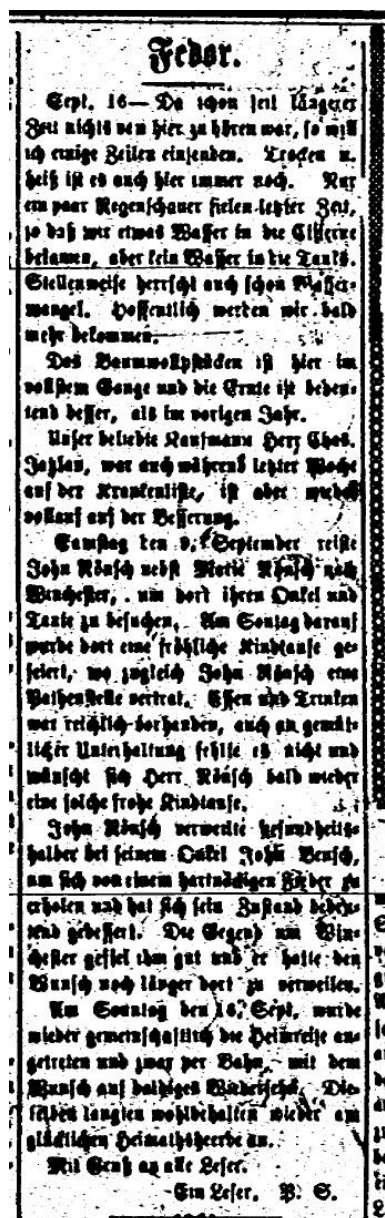 Fedor.
Sept. 16— Da schon seit längerer
Zeit nichts von hier zu hören war, so will
ich einige Zeilen einsenden. Trocken u.
heiß ist es auch hier immer noch. Nur
ein paar Regenschauer fielen letzter Zeit,
so daß wir etwas Wasser in die Cisterne
bekamen, aber kein Wasser in die Tanks.
Stellenweise herrscht auch schon Wasser-
mangel. Hoffentlich werden wir bald
mehr bekommen.
Das Baumwollpflücken ist hier im
vollstem Gange und die Ernte ist bedeu-
tend besser, als im vorigen Jahr.
Unser beliebte Kaufmann Herr Chas.
war auch während letzter Woche
auf der Krankenliste, ist aber wieder
vollauf auf der Besserung.
Samstag den 9. September reiste
John Rönsch nebst Marie Rönsch nach
Winchester, um dort ihren Onkel und
Tante zu besuchen. Am Sontag darauf
wurde dort eine fröhliche Kindtaufe ge-
feiert, wo zugleich John Rönsch eine
Pathenstelle vertrat. Essen und Trinken
war reichlich vorhanden, auch an gemüt-
licher Unterhaltung fehlte es nicht und
wünscht sich Herr Rönsch bald wieder
eine solche frohe Kindtaufe.
John Rönsch verweilte gesundheits-
halber bei seinem Onkel John Bensch,
um sich von einem hartnäckigen Fieber zu
erholen und hat sich sein Zustand bedeu-
tend gebessert. Die Gegend um Win-
chester gefiel ihm gut und er hatte den
Wunsch noch länger dort zu verweilen.
Am Sonntag den 16. Sept. wurde
wieder gemeinschaftlich die Heimreise an-
getreten und zwar per Bahn, mit dem
Wunsch auf baldiges Wiedersehn. Die-
selben langten wohlbehalten wieder am
glücklichen Heimathsheerde an.
Mit Gruß an alle Leser.
Ein Leser. P. S.